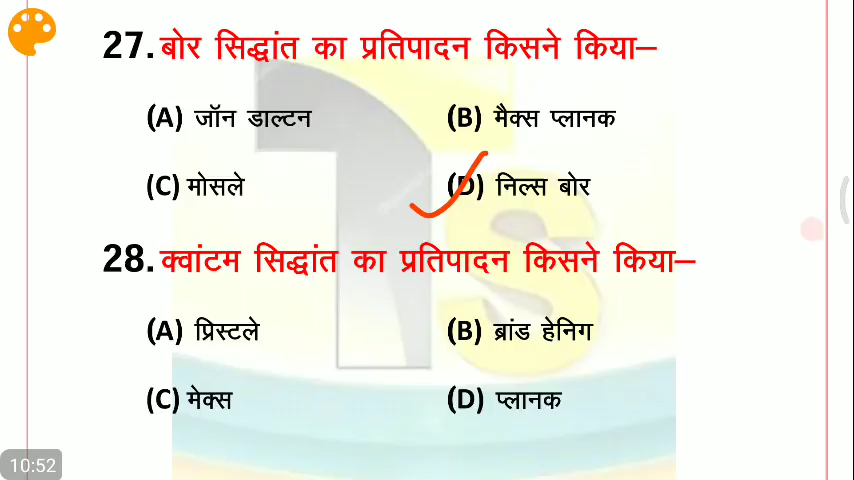 27. बोर सिद्धांत का प्रतिपादन किसने किया–
(A) जॉन डाल्टन (B) मैक्स प्लानक
(C) मोसले (D) निल्स बोर
28. क्वांटम सिद्धांत का प्रतिपादन किसने किया–
(A) प्रिस्टले (B) ब्रांड हेनिग
(C) मेक्स (D) प्लानक
10:52